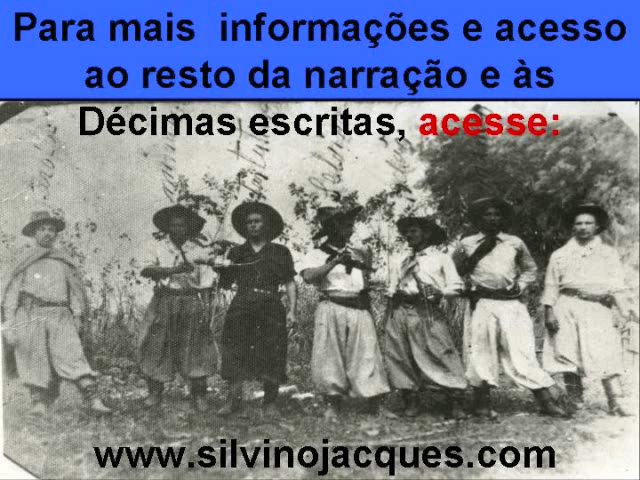 Para mais informações e acesso
ao resto da narração e às
Décimas escritas, acesse:
www.silvinojacques.com